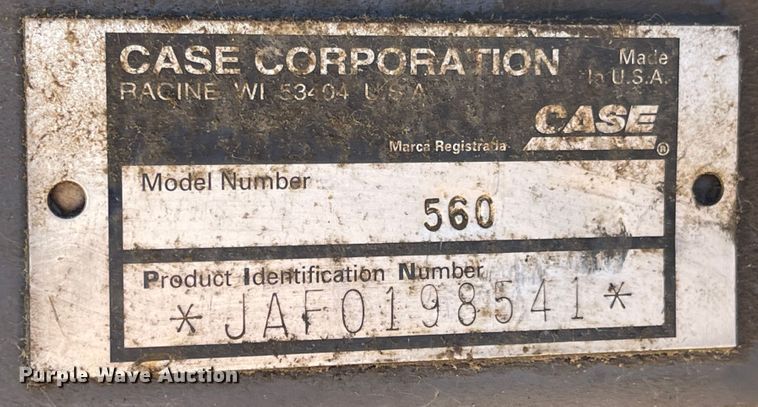 CASE CORPORATION
Made
in U.S.A.
RACINE WI 53404 U.S.A.
CASE
®
Marca Registrada
Model Number
560
Product Identification Number
*JAF0198541*
Purple Wave Auction